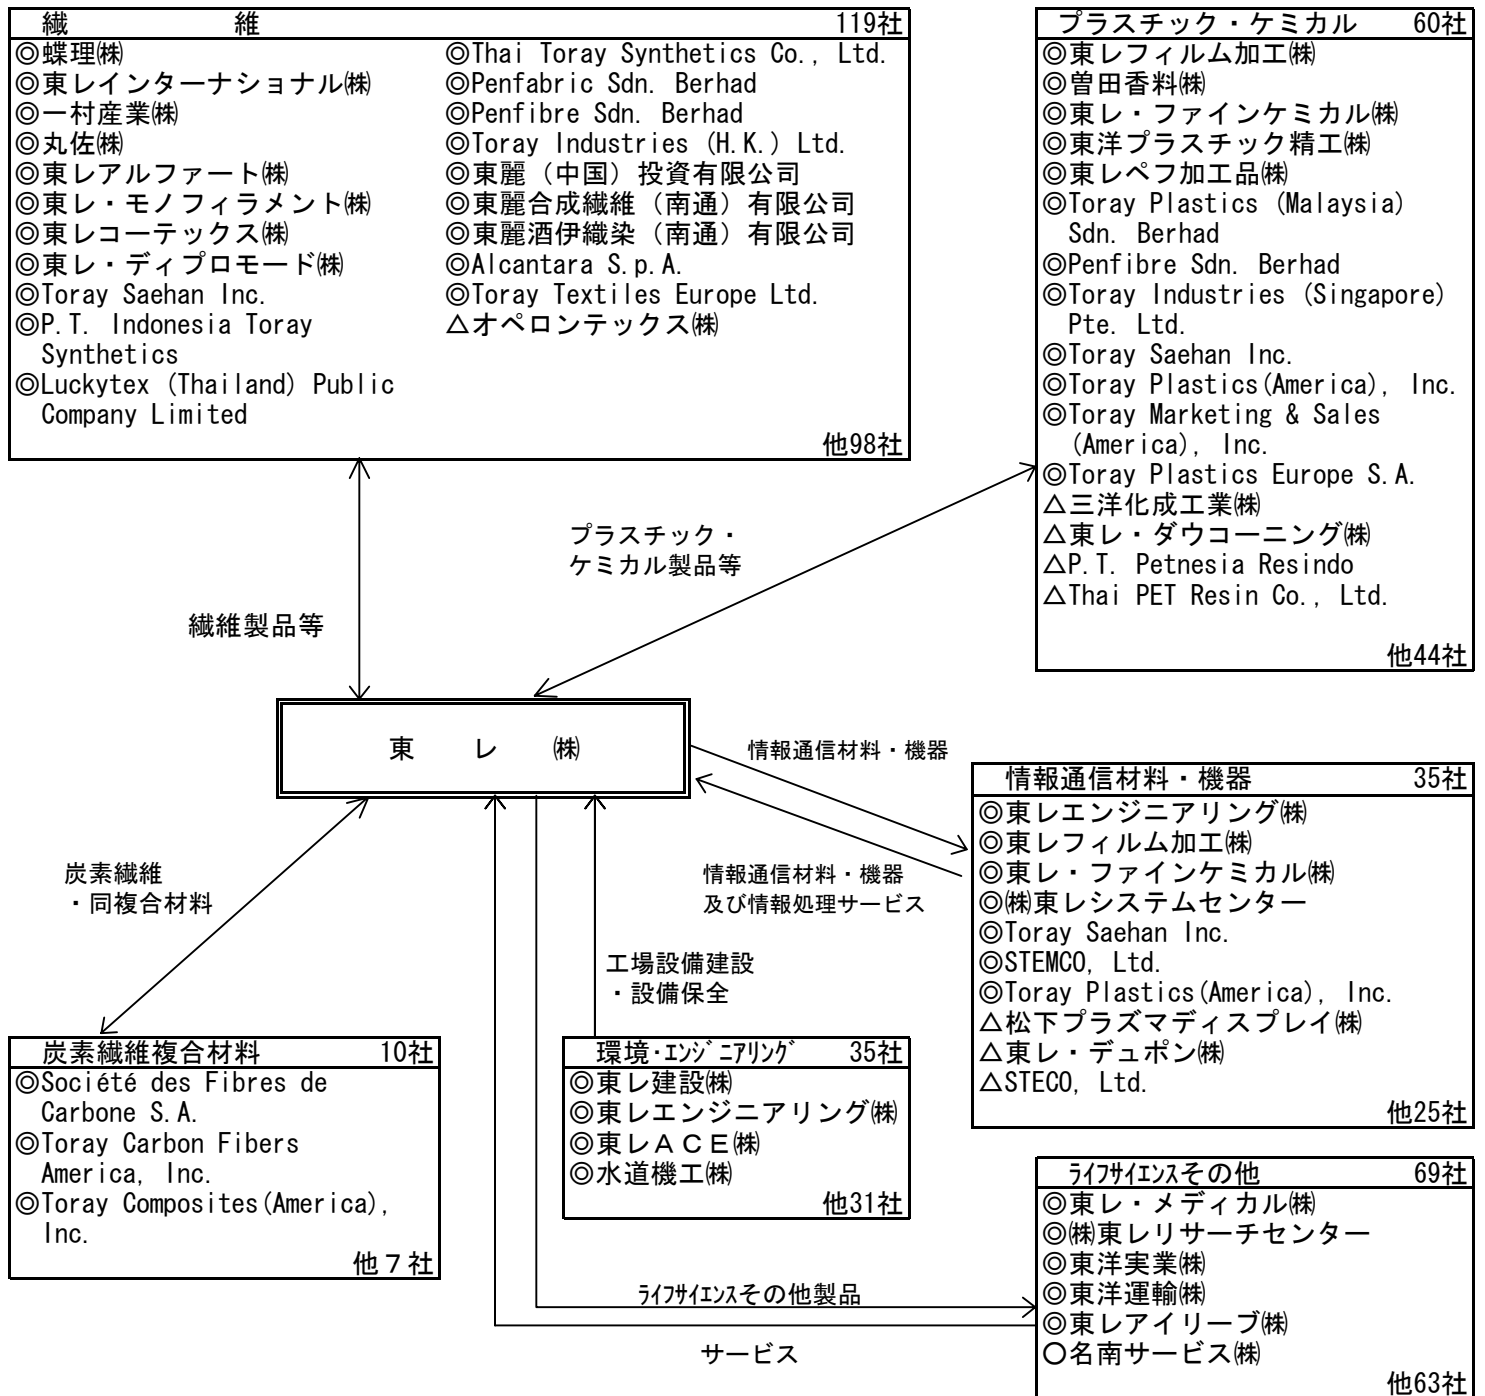 繊　　　　維　119社
◎蝶理㈱
◎東レインターナショナル㈱
◎一村産業㈱
◎丸佐㈱
◎東レアルファート㈱
◎東レ・モノフィラメント㈱
◎東レコーテックス㈱
◎東レ・ディプロモード㈱
◎Toray Saehan Inc.
◎P.T. Indonesia Toray
Synthetics
◎Luckytex (Thailand) Public
Company Limited
◎Thai Toray Synthetics Co., Ltd.
◎Penfabric Sdn. Berhad
◎Penfibre Sdn. Berhad
◎Toray Industries (H.K.) Ltd.
◎東麗（中国）投資有限公司
◎東麗合成繊維（南通）有限公司
◎東麗酒伊織染（南通）有限公司
◎Alcantara S.p.A.
◎Toray Textiles Europe Ltd.
△オペロンテックス㈱
他98社
プラスチック・ケミカル　60社
◎東レフィルム加工㈱
◎曽田香料㈱
◎東レ・ファインケミカル㈱
◎東洋プラスチック精工㈱
◎東レペフ加工品㈱
◎Toray Plastics (Malaysia)
Sdn. Berhad
◎Penfibre Sdn. Berhad
◎Toray Industries (Singapore)
Pte. Ltd.
◎Toray Saehan Inc.
◎Toray Plastics(America), Inc.
◎Toray Marketing & Sales
(America), Inc.
◎Toray Plastics Europe S.A.
△三洋化成工業㈱
△東レ・ダウコーニング㈱
△P.T. Petnesia Resindo
△Thai PET Resin Co., Ltd.
他44社
プラスチック・
ケミカル製品等
繊維製品等
東　レ　㈱
情報通信材料・機器
情報通信材料・機器
及び情報処理サービス
炭素繊維
・同複合材料
工場設備建設
・設備保全
情報通信材料・機器　35社
◎東レエンジニアリング㈱
◎東レフィルム加工㈱
◎東レ・ファインケミカル㈱
◎㈱東レシステムセンター
◎Toray Saehan Inc.
◎STEMCO, Ltd.
◎Toray Plastics(America), Inc.
△松下プラズマディスプレイ㈱
△東レ・デュポン㈱
△STECO, Ltd.
他25社
炭素繊維複合材料　10社
◎Société des Fibres de
Carbone S.A.
◎Toray Carbon Fibers
America, Inc.
◎Toray Composites(America),
Inc.
他７社
環境･ｴﾝｼﾞﾆｱﾘﾝｸﾞ　35社
◎東レ建設㈱
◎東レエンジニアリング㈱
◎東レＡＣＥ㈱
◎水道機工㈱
他31社
ﾗｲﾌｻｲｴﾝｽその他　69社
◎東レ・メディカル㈱
◎㈱東レリサーチセンター
◎東洋実業㈱
◎東洋運輸㈱
◎東レアイリーブ㈱
○名南サービス㈱
他63社
ﾗｲﾌｻｲｴﾝｽその他製品
サービス